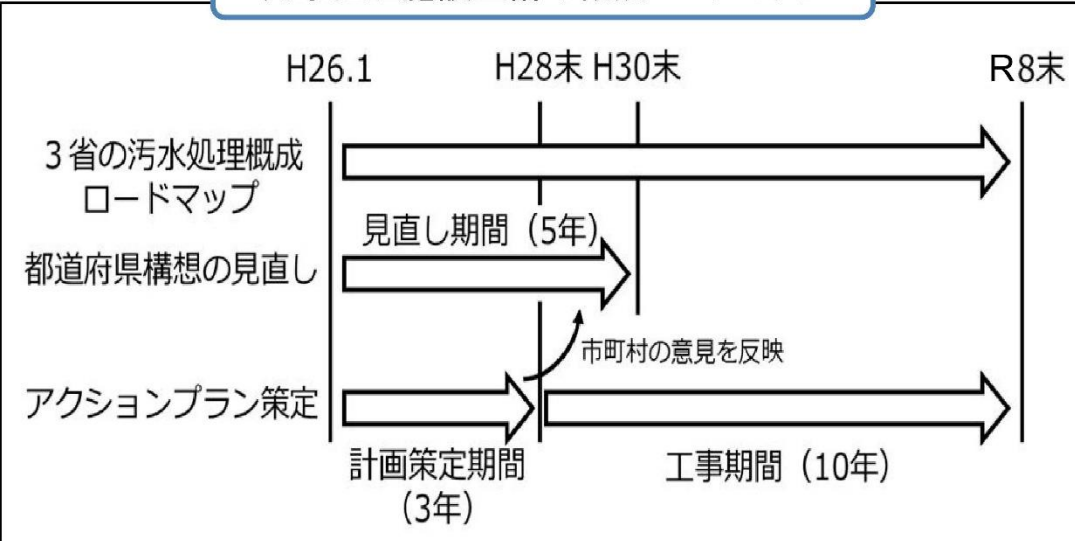 H26.1
H28末
H30末
R8末
3省の汚水処理概成
ロードマップ
見直し期間（5年）
都道府県構想の見直し
市町村の意見を反映
アクションプラン策定
計画策定期間
（3年）
工事期間（10年）